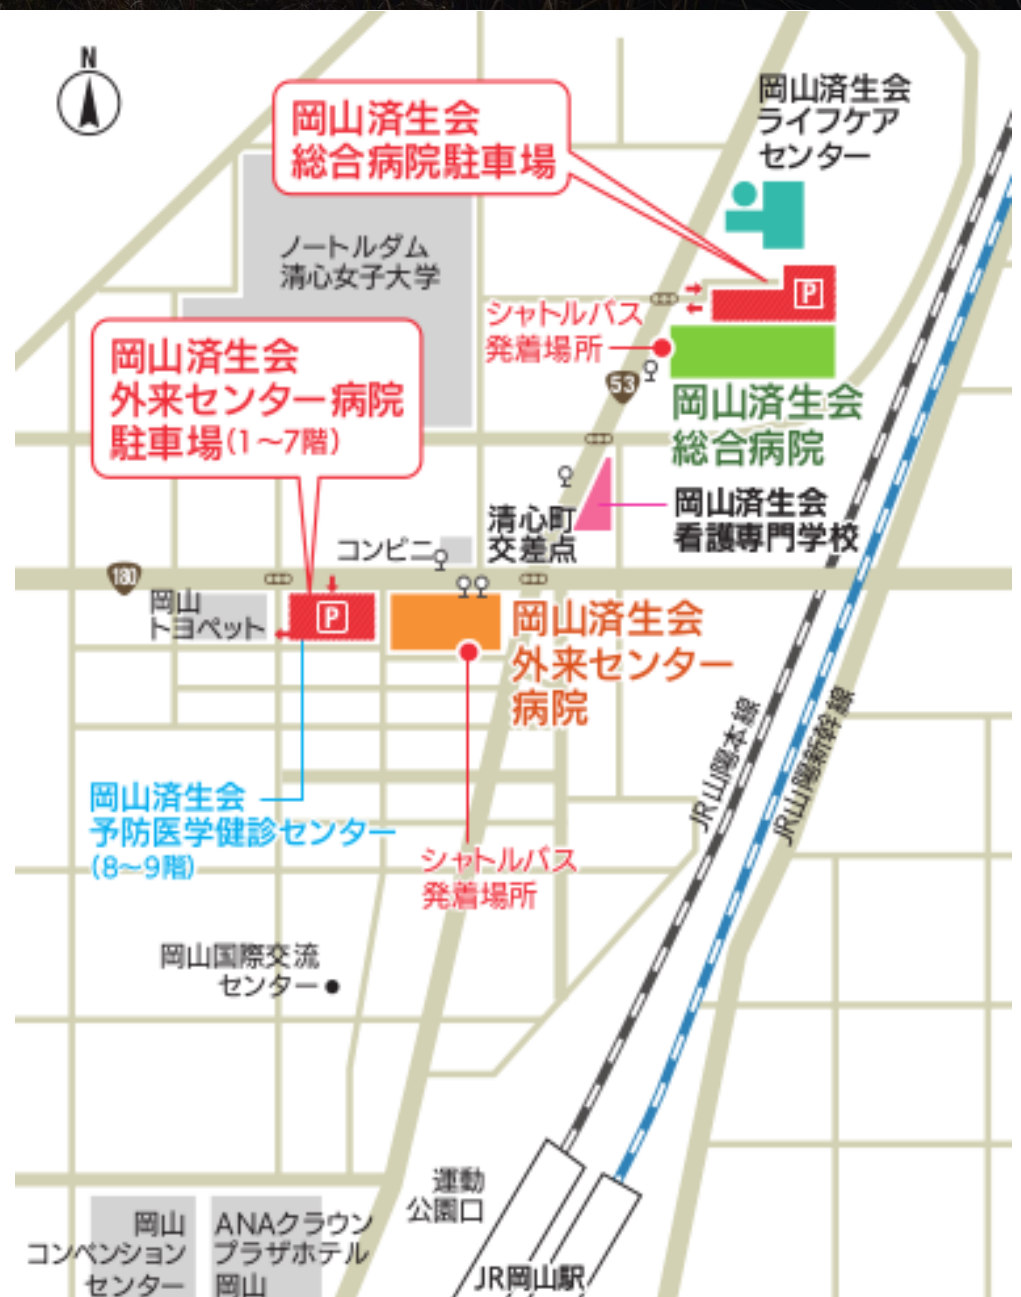 N
岡山済生会
総合病院駐車場
岡山済生会
ライフケア
センター
ノートルダム
清心女子大学
P
シャトルバス
発着場所
岡山済生会
外来センター病院
駐車場(1〜7階)
53
岡山済生会
総合病院
岡山済生会
看護専門学校
清心町
交差点
コンビニ
180
岡山
トヨペット
P
岡山済生会
外来センター
病院
JR山陽本線
JR山陽新幹線
岡山済生会
予防医学健診センター
(8〜9階)
シャトルバス
発着場所
岡山国際交流
センター
運動
公園口
岡山
コンベンション
センター
ANAクラウン
プラザホテル
岡山
JR岡山駅